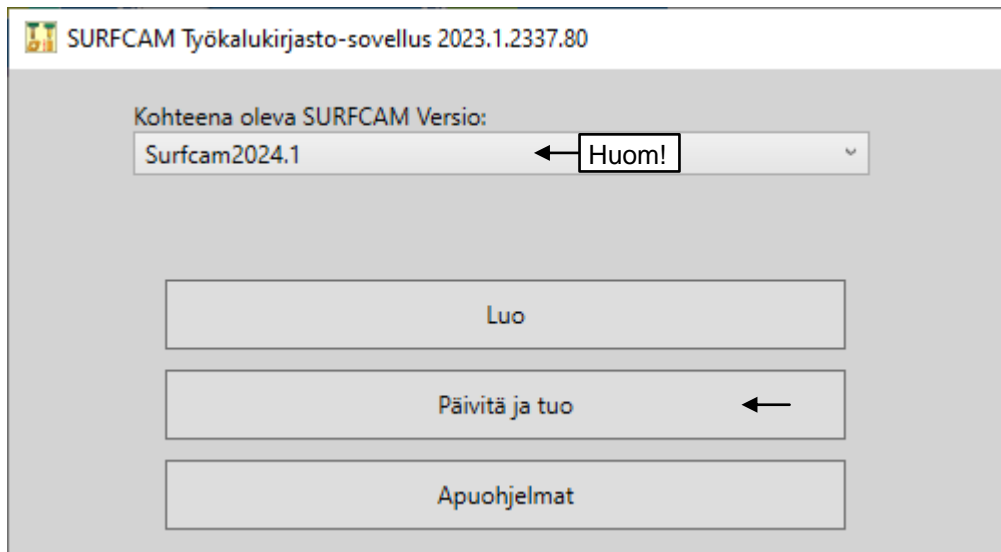 SURFCAM Työkalukirjasto-sovellus 2023.1.2337.80
Kohteena oleva SURFCAM Versio:
Surfcam2024.1 Huom!
Luo
Päivitä ja tuo
Apuohjelmat